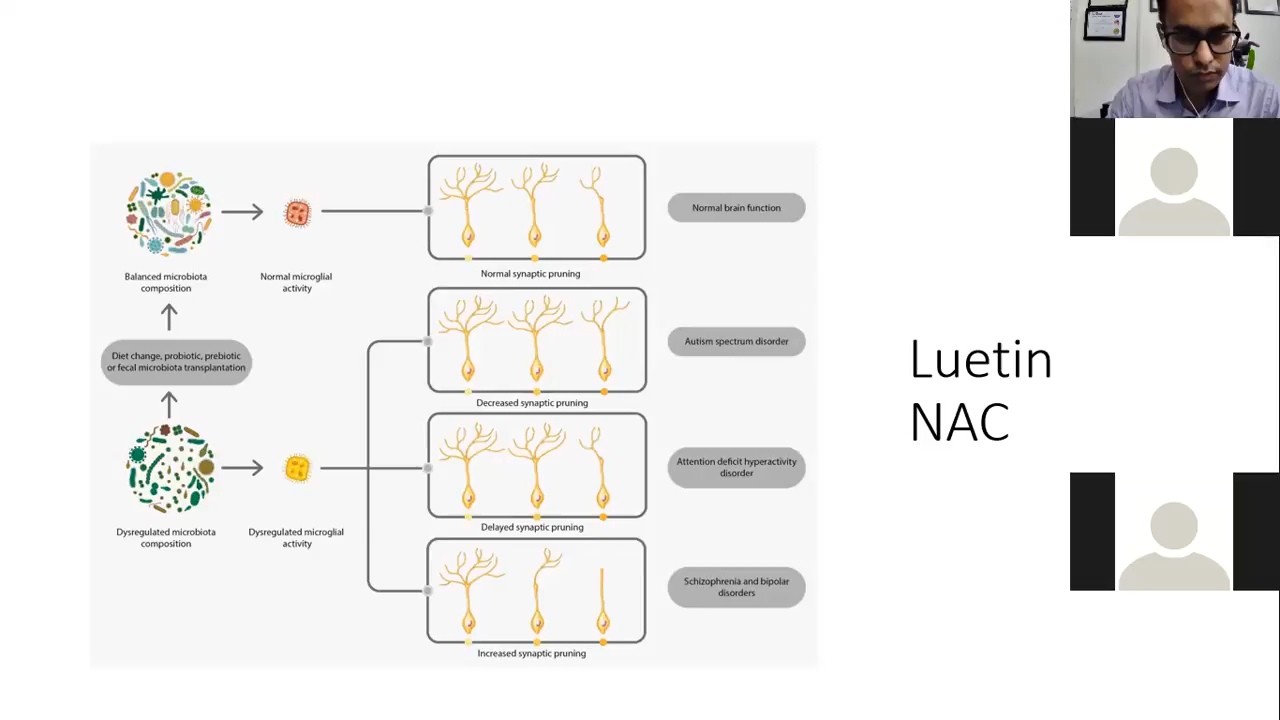 Balanced microbiota
composition
Normal microglial
activity
Normal synaptic pruning
Normal brain function
Diet change, probiotic, prebiotic
or fecal microbiota transplantation
Decreased synaptic pruning
Autism spectrum disorder
Dysregulated microbiota
composition
Dysregulated microglial
activity
Delayed synaptic pruning
Attention deficit hyperactivity
disorder
Increased synaptic pruning
Schizophrenia and bipolar
disorders
Luetin
NAC